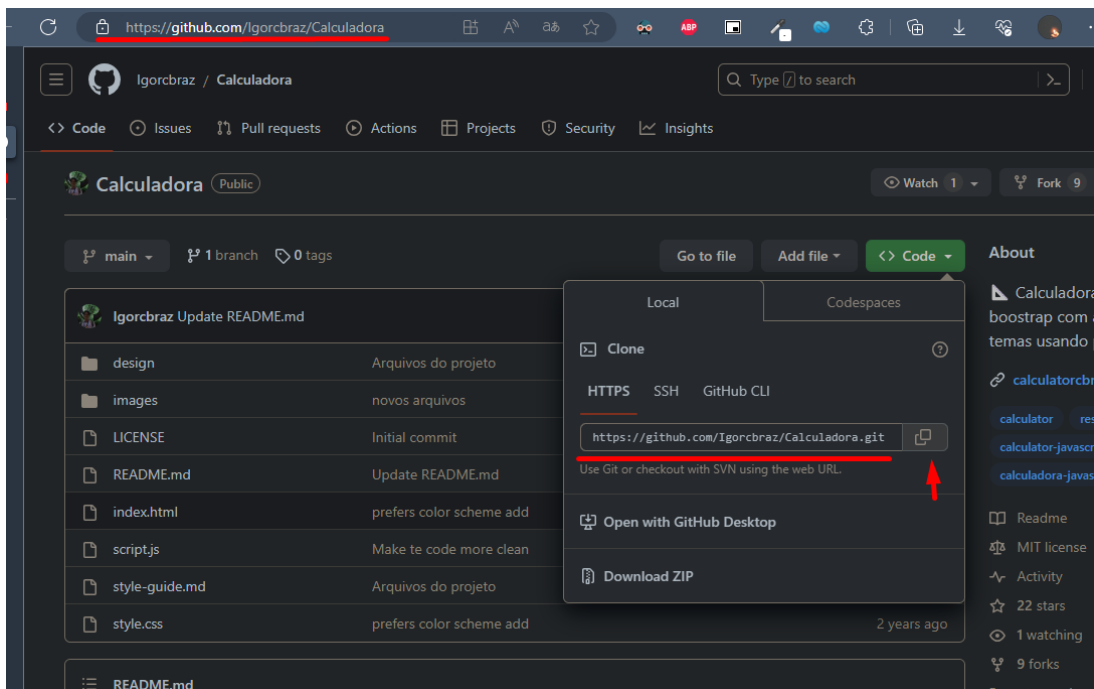 https://github.com/Igorcbraz/Calculadora
ABP
Igorcbraz / Calculadora
Type / to search
Code Issues Pull requests Actions Projects Security Insights
Calculadora Public
Watch 1 Fork 9
main 1 branch 0 tags Go to file Add file Code
About
Local Codespaces
Calculadora
boostrap com
temas usando
Igorcbraz Update README.md
Clone
design Arquivos do projeto
calculatorcbr
HTTPS SSH GitHub CLI
images novos arquivos
calculator res
LICENSE Initial commit
https://github.com/Igorcbraz/Calculadora.git
calculator-javascr
Use Git or checkout with SVN using the web URL.
README.md Update README.md
calculadora-javas
index.html prefers color scheme add
Open with GitHub Desktop
Readme
script.js Make te code more clean
MIT license
Download ZIP
Activity
style-guide.md Arquivos do projeto
22 stars
style.css prefers color scheme add 2 years ago
1 watching
9 forks
README.md